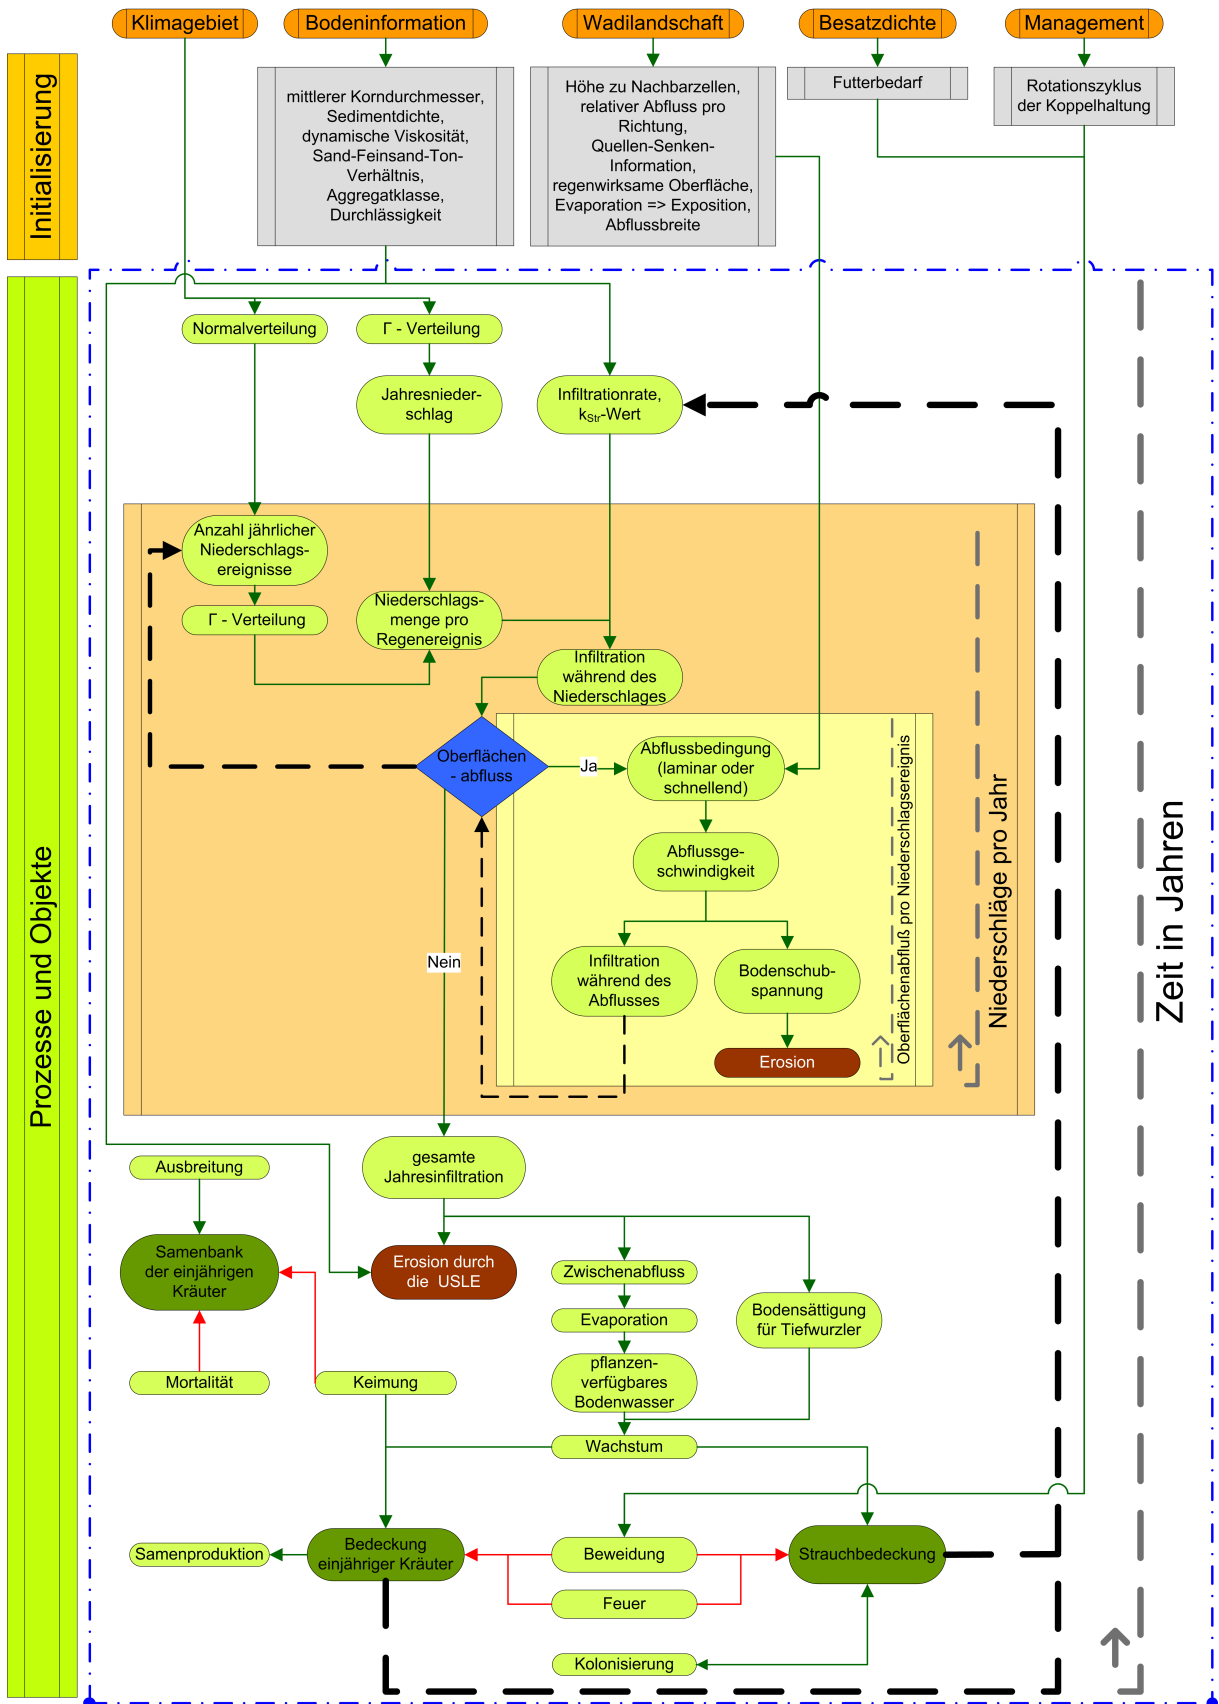 Klimagebiet
Bodeninformation
Wadilandschaft
Besatzdichte
Management
Initialisierung
mittlerer Korndurchmesser,
Sedimentdichte,
dynamische Viskosität,
Sand-Feinsand-Ton-
Verhältnis,
Aggregatklasse,
Durchlässigkeit
Höhe zu Nachbarzellen,
relativer Abfluss pro
Richtung,
Quellen-Senken-
Information,
regenwirksame Oberfläche,
Evaporation => Exposition,
Abflussbreite
Futterbedarf
Rotationszyklus
der Koppelhaltung
Prozesse und Objekte
Normalverteilung
Γ - Verteilung
Jahresnieder-
schlag
Infiltrationrate,
kStr-Wert
Anzahl jährlicher
Niederschlags-
ereignisse
Γ - Verteilung
Niederschlags-
menge pro
Regenereignis
Infiltration
während des
Niederschlages
Oberflächen
- abfluss
Ja
Abflussbedingung
(laminar oder
schnellend)
Abflussge-
schwindigkeit
Nein
Infiltration
während des
Abflusses
Bodenschub-
spannung
Erosion
Oberflächenabfluß pro Niederschlagsereignis
Niederschläge pro Jahr
Zeit in Jahren
gesamte
Jahresinfiltration
Ausbreitung
Samenbank
der einjährigen
Kräuter
Erosion durch
die USLE
Zwischenabfluss
Evaporation
Bodensättigung
für Tiefwurzler
pflanzen-
verfügbares
Bodenwasser
Mortalität
Keimung
Wachstum
Samenproduktion
Bedeckung
einjähriger Kräuter
Beweidung
Strauchbedeckung
Feuer
Kolonisierung